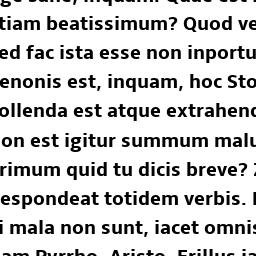 inquam. Quae est
tiam beatissimum? Quod ve
ed fac ista esse non inportu
enonis est, inquam, hoc Sto
ollenda est atque extrahend
on est igitur summum malu
rimum quid tu dicis breve? Z
espondeat totidem verbis.
i mala non sunt, iacet omnis
am Pyrrho, Aristo, Erillus ia